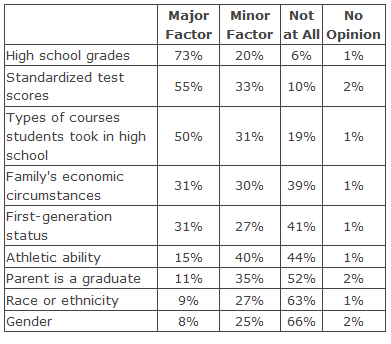 Major Factor Minor Factor Not at All No Opinion
High school grades 73% 20% 6% 1%
Standardized test scores 55% 33% 10% 2%
Types of courses students took in high school 50% 31% 19% 1%
Family's economic circumstances 31% 30% 39% 1%
First-generation status 31% 27% 41% 1%
Athletic ability 15% 40% 44% 1%
Parent is a graduate 11% 35% 52% 2%
Race or ethnicity 9% 27% 63% 1%
Gender 8% 25% 66% 2%